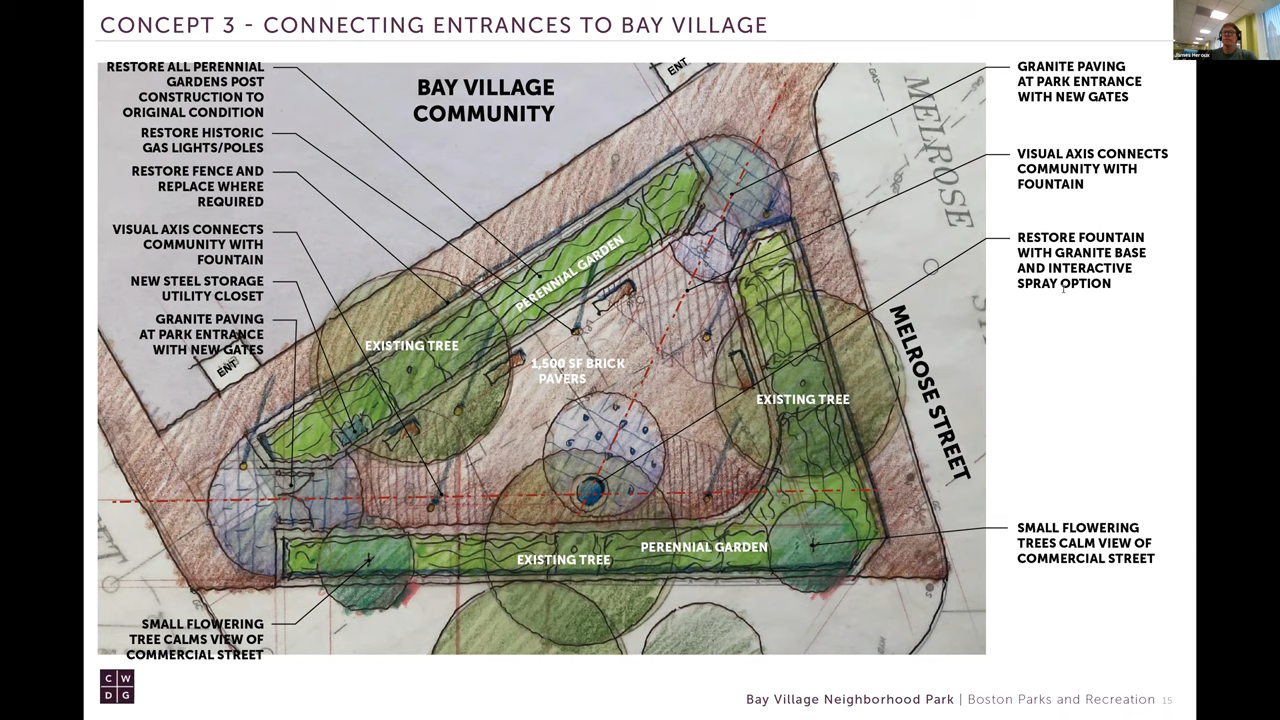 CONCEPT 3 - CONNECTING ENTRANCES TO BAY VILLAGE
James Heroux
RESTORE ALL PERENNIAL
GARDENS POST
CONSTRUCTION TO
ORIGINAL CONDITION
RESTORE HISTORIC
GAS LIGHTS/POLES
RESTORE FENCE AND
REPLACE WHERE
REQUIRED
VISUAL AXIS CONNECTS
COMMUNITY WITH
FOUNTAIN
NEW STEEL STORAGE
UTILITY CLOSET
GRANITE PAVING
AT PARK ENTRANCE
WITH NEW GATES
SMALL FLOWERING
TREE CALMS VIEW OF
COMMERCIAL STREET
BAY VILLAGE
COMMUNITY
ENT
ENT
GAS
MELROSE
PERENNIAL GARDEN
EXISTING TREE
1,500 SF BRICK
PAVERS
EXISTING TREE
MELROSE STREET
EXISTING TREE
PERENNIAL GARDEN
GRANITE PAVING
AT PARK ENTRANCE
WITH NEW GATES
VISUAL AXIS CONNECTS
COMMUNITY WITH
FOUNTAIN
RESTORE FOUNTAIN
WITH GRANITE BASE
AND INTERACTIVE
SPRAY OPTION
SMALL FLOWERING
TREES CALM VIEW OF
COMMERCIAL STREET
C W
D G
Bay Village Neighborhood Park | Boston Parks and Recreation 15